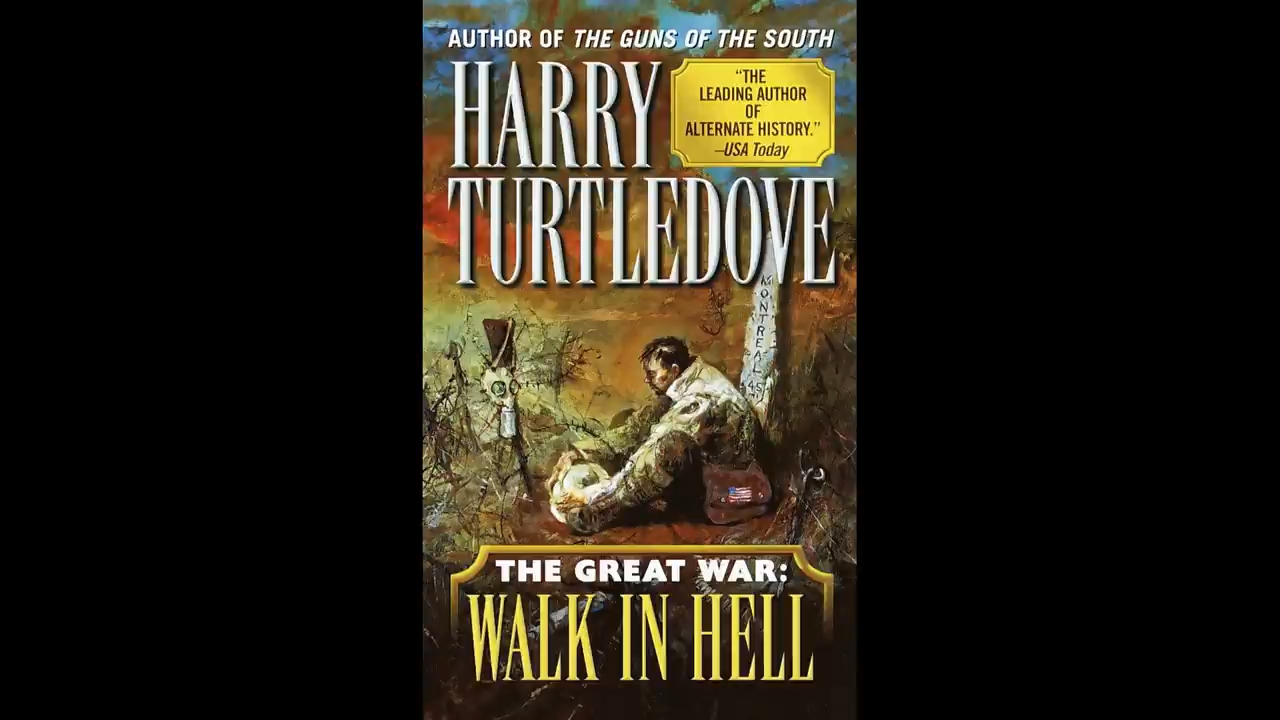 AUTHOR OF THE GUNS OF THE SOUTH
HARRY
TURTLEDOVE
“THE
LEADING AUTHOR
OF
ALTERNATE HISTORY.”
–USA Today
MONTREAL
45
THE GREAT WAR:
WALK IN HELL